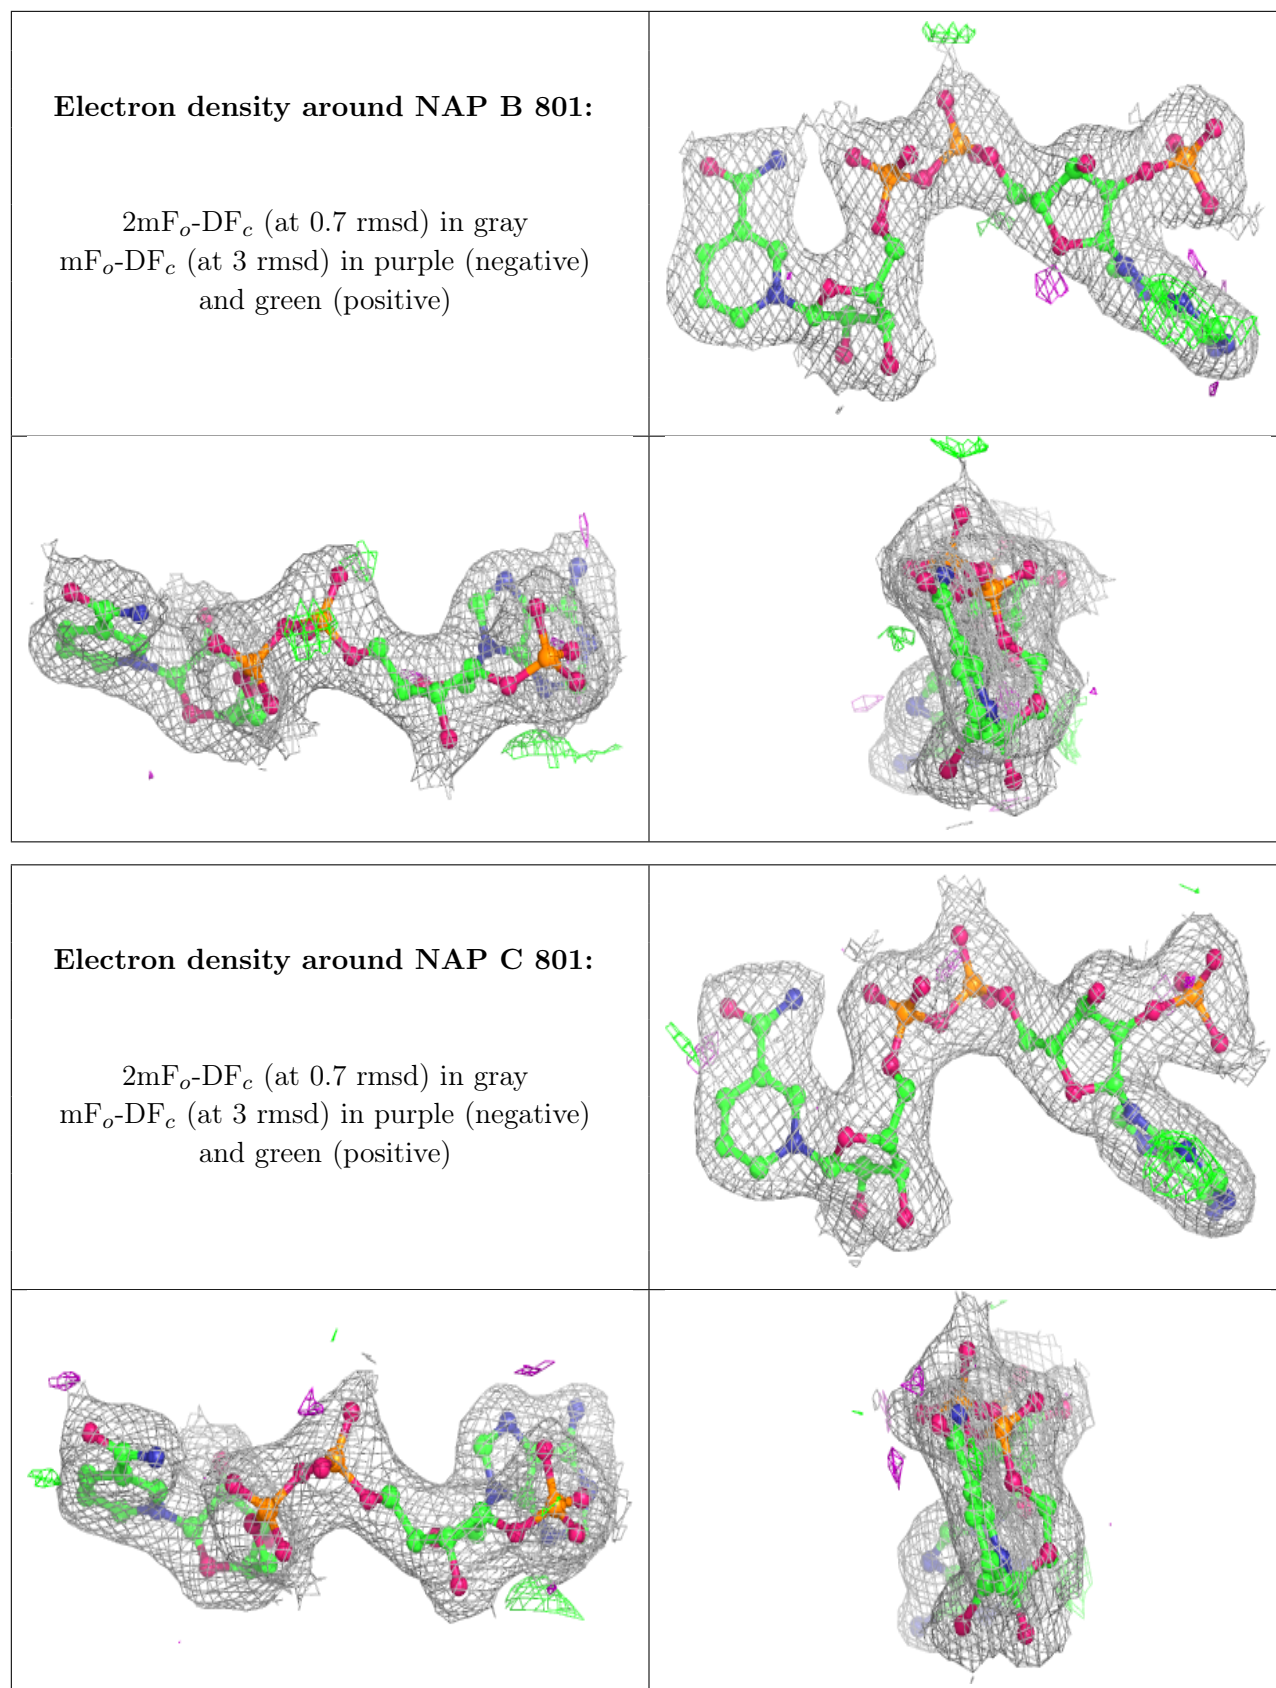 Electron density around NAP B 801:
2mFo-DFc (at 0.7 rmsd) in gray
mFo-DFc (at 3 rmsd) in purple (negative)
and green (positive)
Electron density around NAP C 801:
2mFo-DFc (at 0.7 rmsd) in gray
mFo-DFc (at 3 rmsd) in purple (negative)
and green (positive)